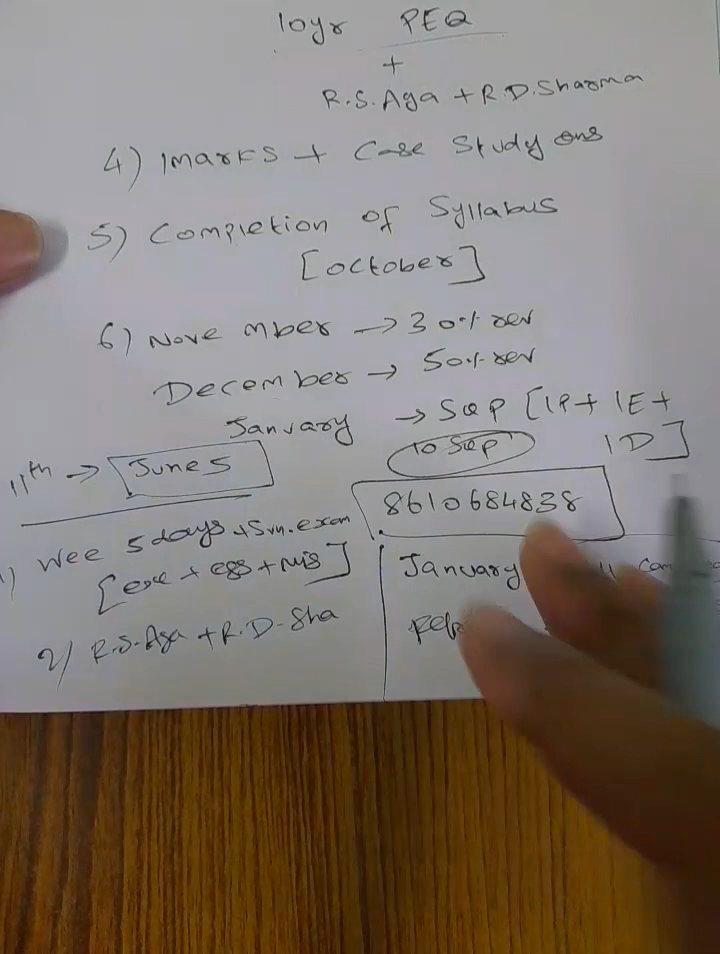 10yr PEQ
+
R.S.Aga + R.D.Sharma
4) 1marks + Case Study qns
5) Completion of Syllabus
[October]
6) November → 30% rev
December → 50% rev
January → SQP [1P+ 1E+
10 SQP 1D]
11th → June 5
8610684838
1) Wee 5 days + Sun.exam
[exe + egs + mis]
2) R.S.Aga + R.D-Sha
January